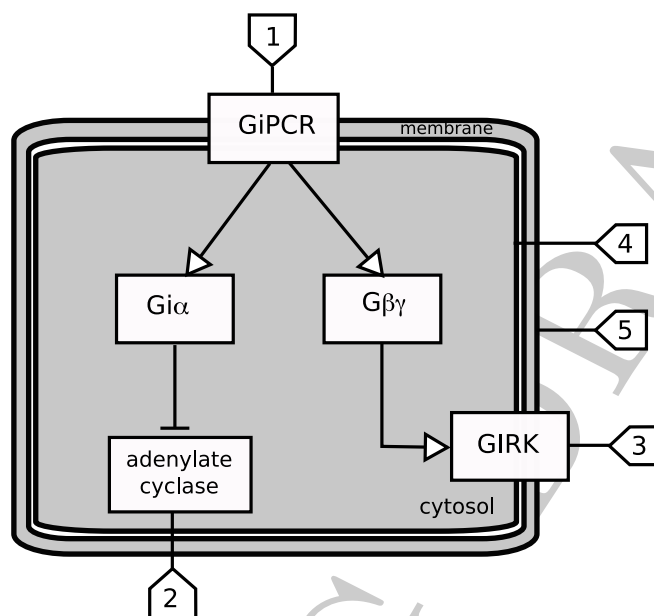 1
GiPCR
membrane
4
Giα
Gβγ
5
GIRK
3
adenylate
cyclase
cytosol
2